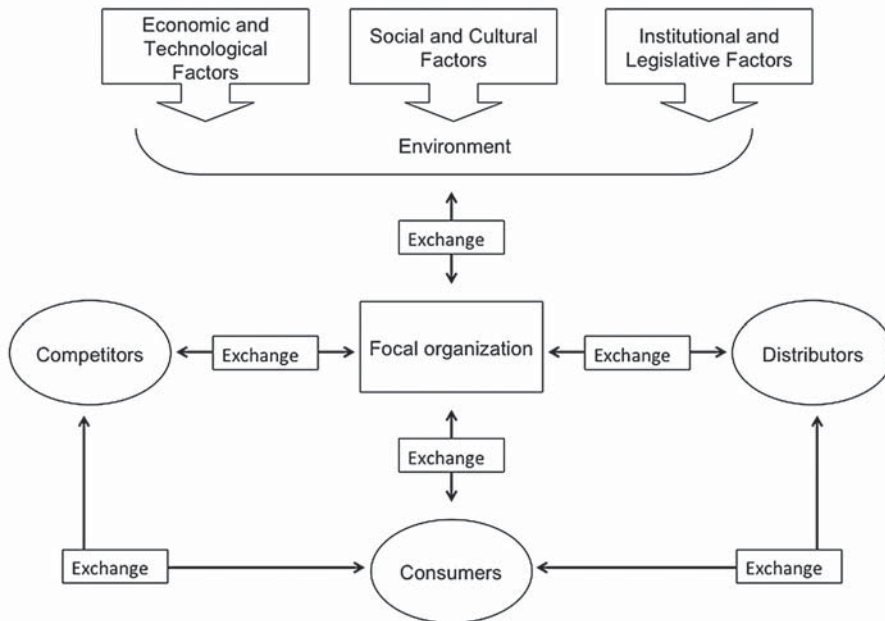 Economic and
Technological
Factors
Social and Cultural
Factors
Institutional and
Legislative Factors
Environment
Exchange
Competitors
Exchange
Focal organization
Exchange
Distributors
Exchange
Exchange
Consumers
Exchange